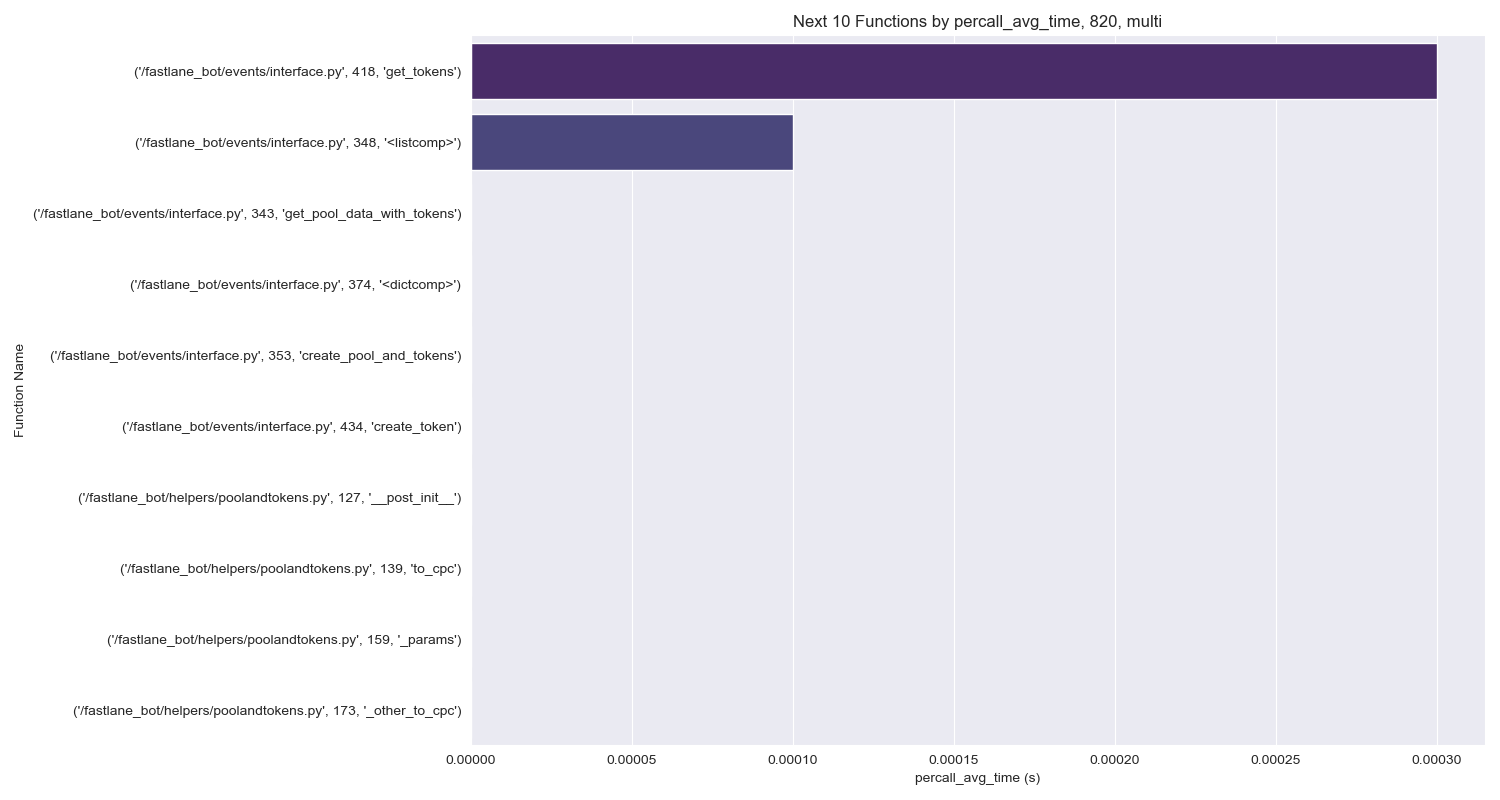 Next 10 Functions by percall_avg_time, 820, multi
('/fastlane_bot/events/interface.py', 418, 'get_tokens')
('/fastlane_bot/events/interface.py', 348, '<listcomp>')
('/fastlane_bot/events/interface.py', 343, 'get_pool_data_with_tokens')
('/fastlane_bot/events/interface.py', 374, '<dictcomp>')
('/fastlane_bot/events/interface.py', 353, 'create_pool_and_tokens')
('/fastlane_bot/events/interface.py', 434, 'create_token')
('/fastlane_bot/helpers/poolandtokens.py', 127, '__post_init__')
('/fastlane_bot/helpers/poolandtokens.py', 139, 'to_cpc')
('/fastlane_bot/helpers/poolandtokens.py', 159, '_params')
('/fastlane_bot/helpers/poolandtokens.py', 173, '_other_to_cpc')
Function Name
0.00000 0.00005 0.00010 0.00015 0.00020 0.00025 0.00030
percall_avg_time (s)